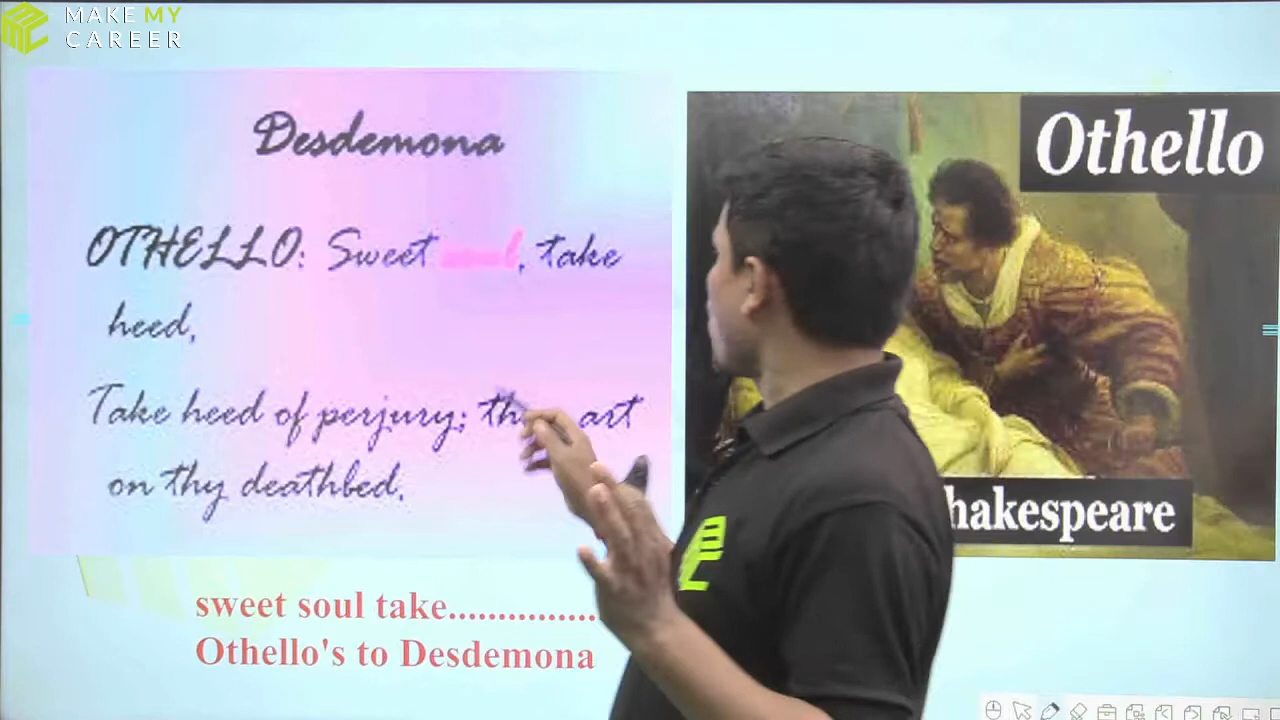 MAKE MY
CAREER
Desdemona
OTHELLO: Sweet soul, take
heed,
Take heed of perjury; art
on thy deathbed.
Othello
hakespeare
sweet soul take...............
Othello's to Desdemona